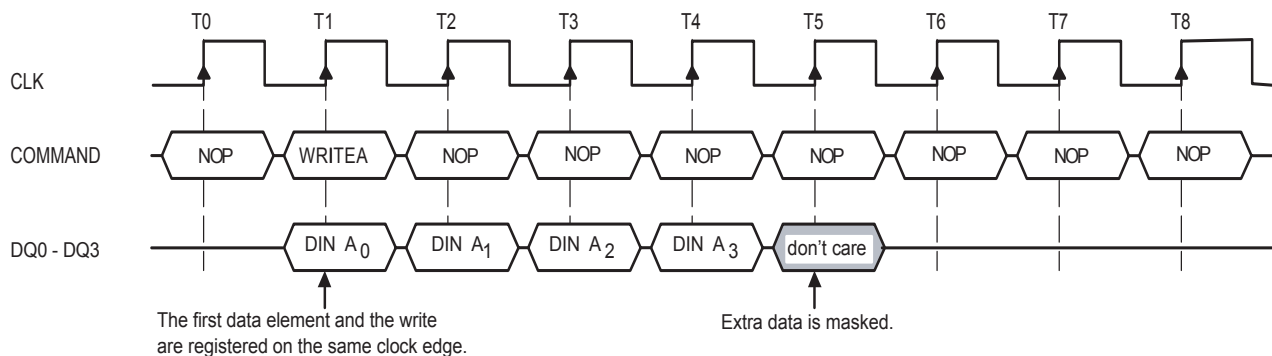 T0 T1 T2 T3 T4 T5 T6 T7 T8
CLK
COMMAND NOP WRITEA NOP NOP NOP NOP NOP NOP NOP
DQ0 - DQ3 DIN A0 DIN A1 DIN A2 DIN A3 don't care
The first data element and the write
are registered on the same clock edge.
Extra data is masked.